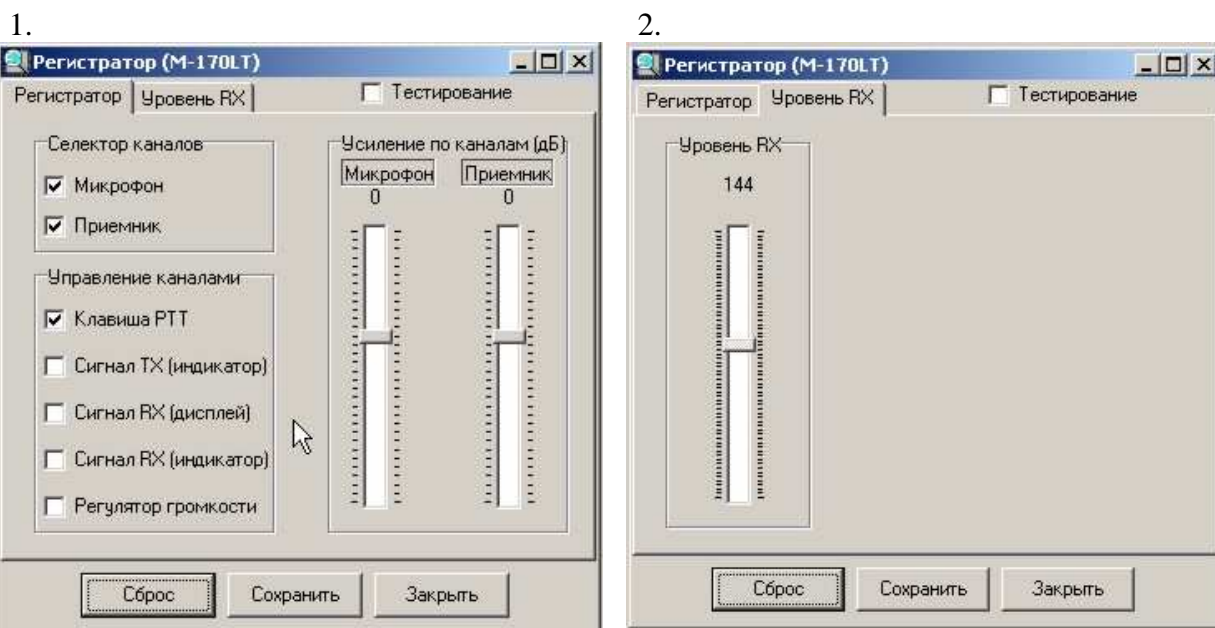 1.
Регистратор (M-170LT)
Регистратор
Уровень RX
Тестирование
Селектор каналов
Микрофон
Приемник
Управление каналами
Клавиша PTT
Сигнал TX (индикатор)
Сигнал RX (дисплей)
Сигнал RX (индикатор)
Регулятор громкости
Усиление по каналам (дБ)
Микрофон Приемник
0 0
Сброс Сохранить Закрыть
2.
Регистратор (M-170LT)
Регистратор
Уровень RX
Тестирование
Уровень RX
144
Сброс Сохранить Закрыть